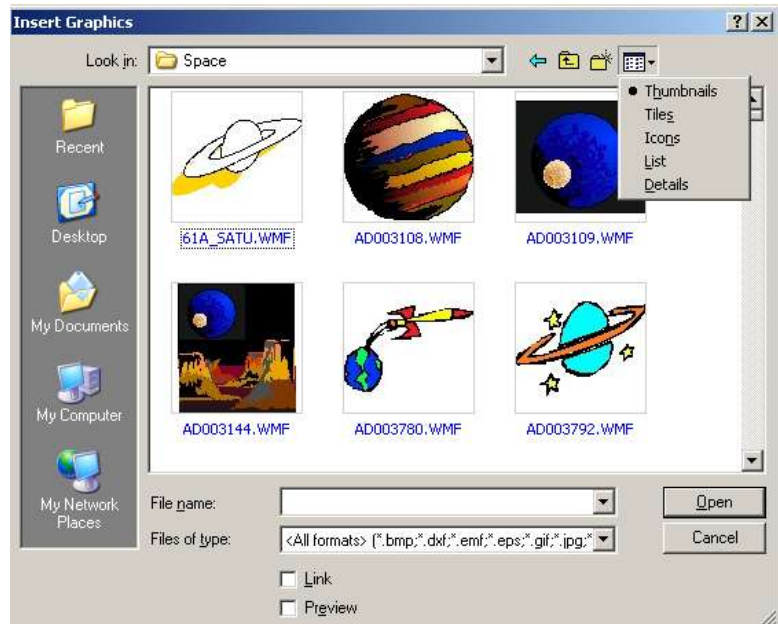 Insert Graphics
Look in: Space
Thumbnails
Tiles
Icons
List
Details
Recent
Desktop
My Documents
My Computer
My Network
Places
61A_SATU.WMF AD003108.WMF AD003109.WMF
AD003144.WMF AD003780.WMF AD003792.WMF
File name:
Open
Files of type: <All formats> (*.bmp;*.dxf;*.emf;*.eps;*.gif;*.jpg;*
Cancel
Link
Preview